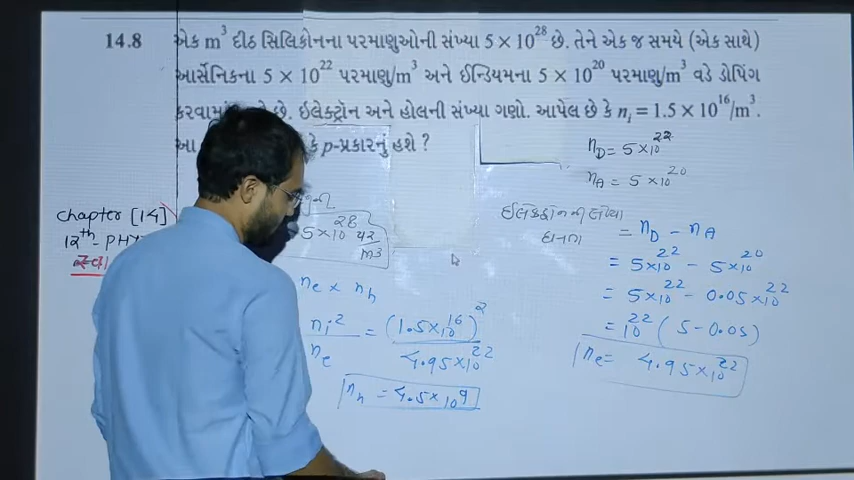 14.8 એક m³ દીઠ સિલિકોનના પરમાણુઓની સંખ્યા 5 × 10²⁸ છે. તેને એક જ સમયે (એક સાથે)
આર્સેનિકના 5 × 10²² પરમાણુ/m³ અને ઈન્ડિયમના 5 × 10²⁰ પરમાણુ/m³ વડે ડોપિંગ
છે. ઇલેક્ટ્રૉન અને હોલની સંખ્યા ગણો. આપેલ છે કે nᵢ = 1.5 × 10¹⁶/m³.
આ કે p-પ્રકારનું હશે ?
n_D = 5×10²²
n_A = 5×10²⁰
chapter [14]
12th - PHY
5×10²⁸
m³
ઘનતા = n_D - n_A
= 5×10²² - 5×10²⁰
= 5×10²² - 0.05×10²²
= 10²² (5 - 0.05)
nₑ = 4.95×10²²
nₑ × nₕ
nᵢ² / nₑ = (1.5×10¹⁶)² / 4.95×10²²
nₕ = 4.5×10⁹